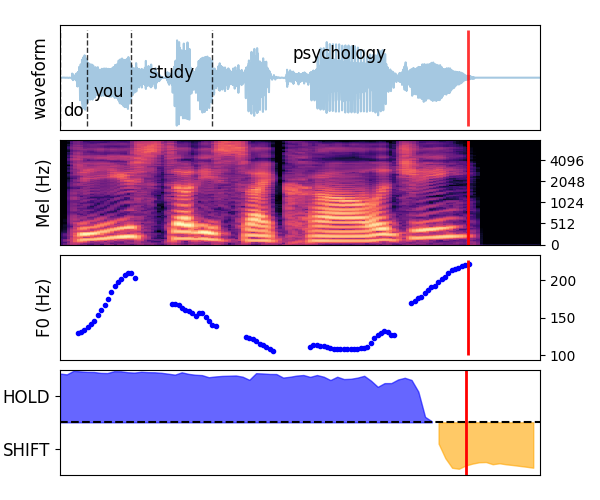 waveform
do
you
study
psychology
Mel (Hz)
4096
2048
1024
512
0
F0 (Hz)
200
150
100
HOLD
SHIFT